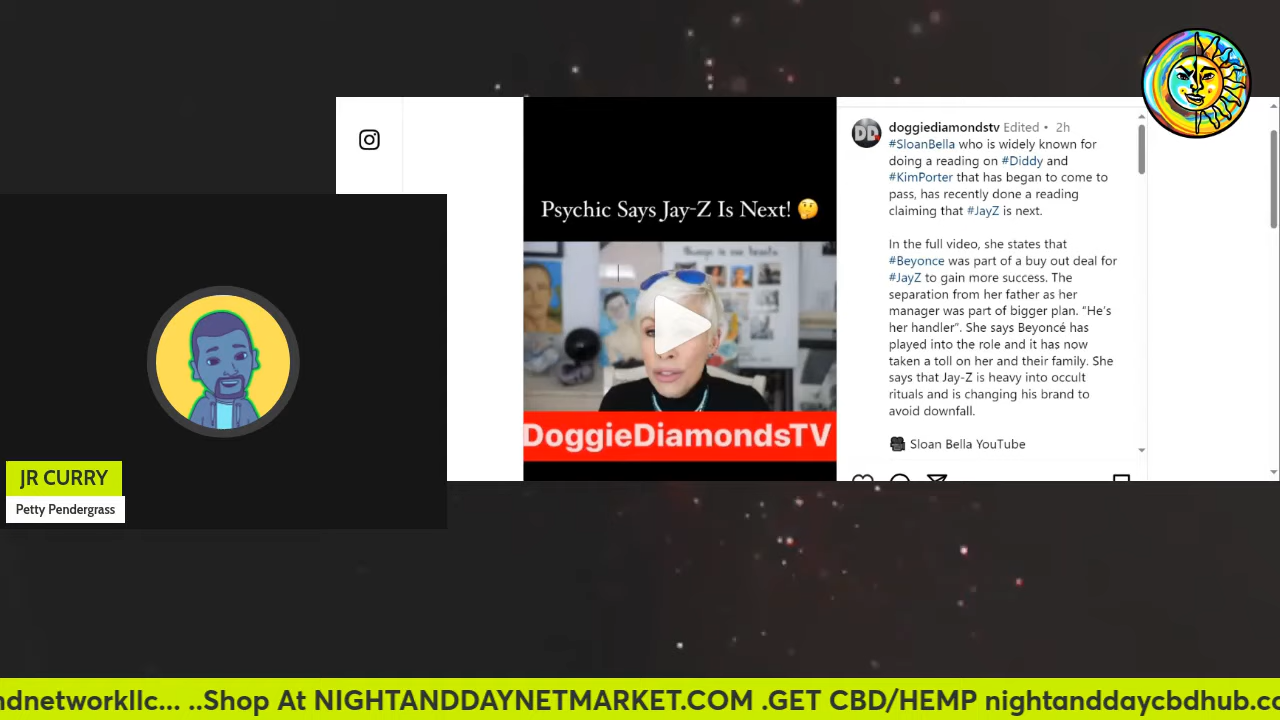 doggiediamondstv Edited • 2h
#SloanBella who is widely known for
doing a reading on #Diddy and
#KimPorter that has began to come to
pass, has recently done a reading
claiming that #JayZ is next.
In the full video, she states that
#Beyonce was part of a buy out deal for
#JayZ to gain more success. The
separation from her father as her
manager was part of bigger plan. “He’s
her handler”. She says Beyoncé has
played into the role and it has now
taken a toll on her and their family. She
says that Jay-Z is heavy into occult
rituals and is changing his brand to
avoid downfall.
Sloan Bella YouTube
Psychic Says Jay-Z Is Next! 🤔
DoggieDiamondsTV
DD
JR CURRY
Petty Pendergrass
ndnetworkllc... ..Shop At NIGHTANDDAYNETMARKET.COM .GET CBD/HEMP nightanddaycbdhub.co